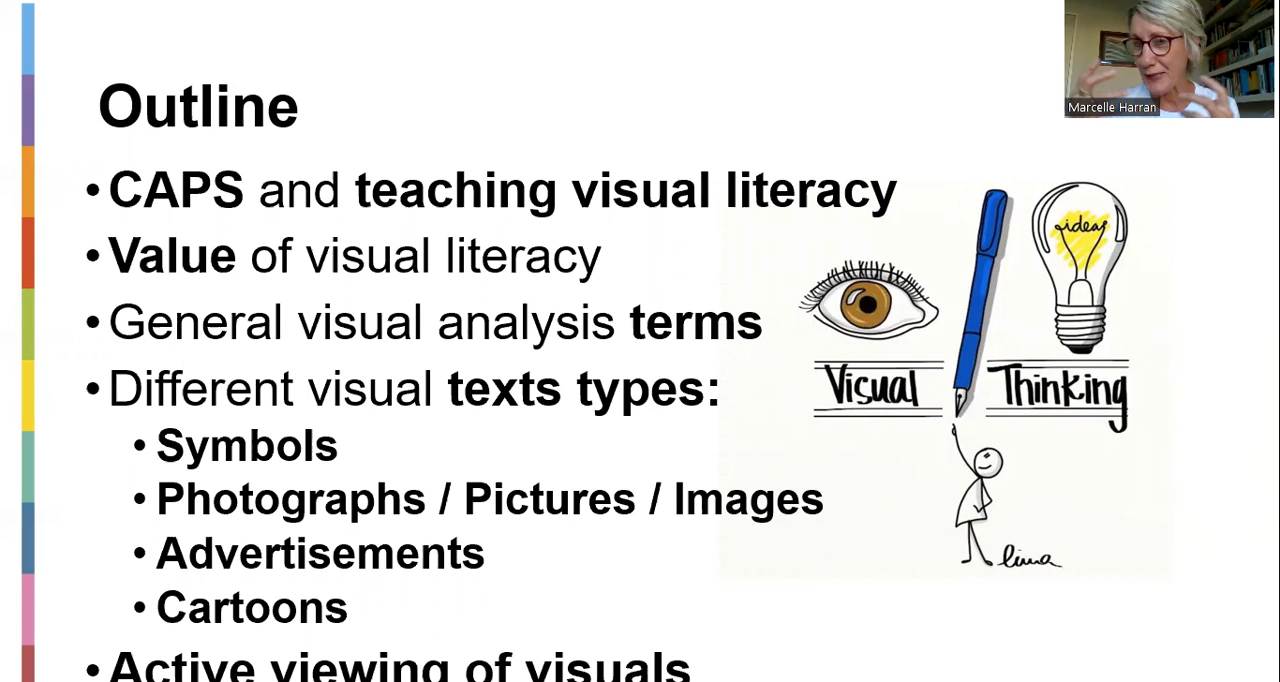 Outline
• CAPS and teaching visual literacy
• Value of visual literacy
• General visual analysis terms
• Different visual texts types:
• Symbols
• Photographs / Pictures / Images
• Advertisements
• Cartoons
• Active viewing of visuals
ideas
Visual Thinking
lima
Marcelle Harran